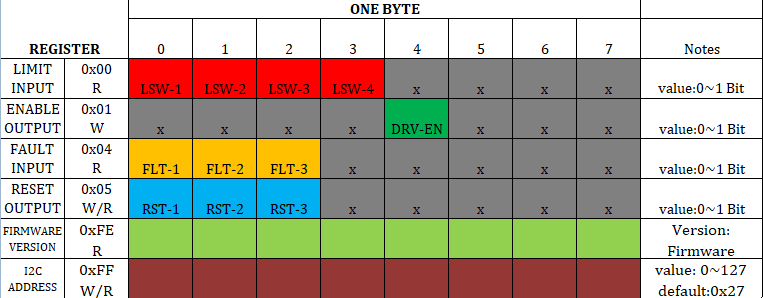 ONE BYTE
REGISTER 0 1 2 3 4 5 6 7 Notes
LIMIT 0x00
INPUT R LSW-1 LSW-2 LSW-3 LSW-4 x x x x value:0~1 Bit
ENABLE 0x01
OUTPUT W x x x x DRV-EN x x x value:0~1 Bit
FAULT 0x04
INPUT R FLT-1 FLT-2 FLT-3 x x x x x value:0~1 Bit
RESET 0x05
OUTPUT W/R RST-1 RST-2 RST-3 x x x x x value:0~1 Bit
FIRMWARE 0xFE Version:
VERSION R Firmware
I2C 0xFF value: 0~127
ADDRESS W/R default:0x27